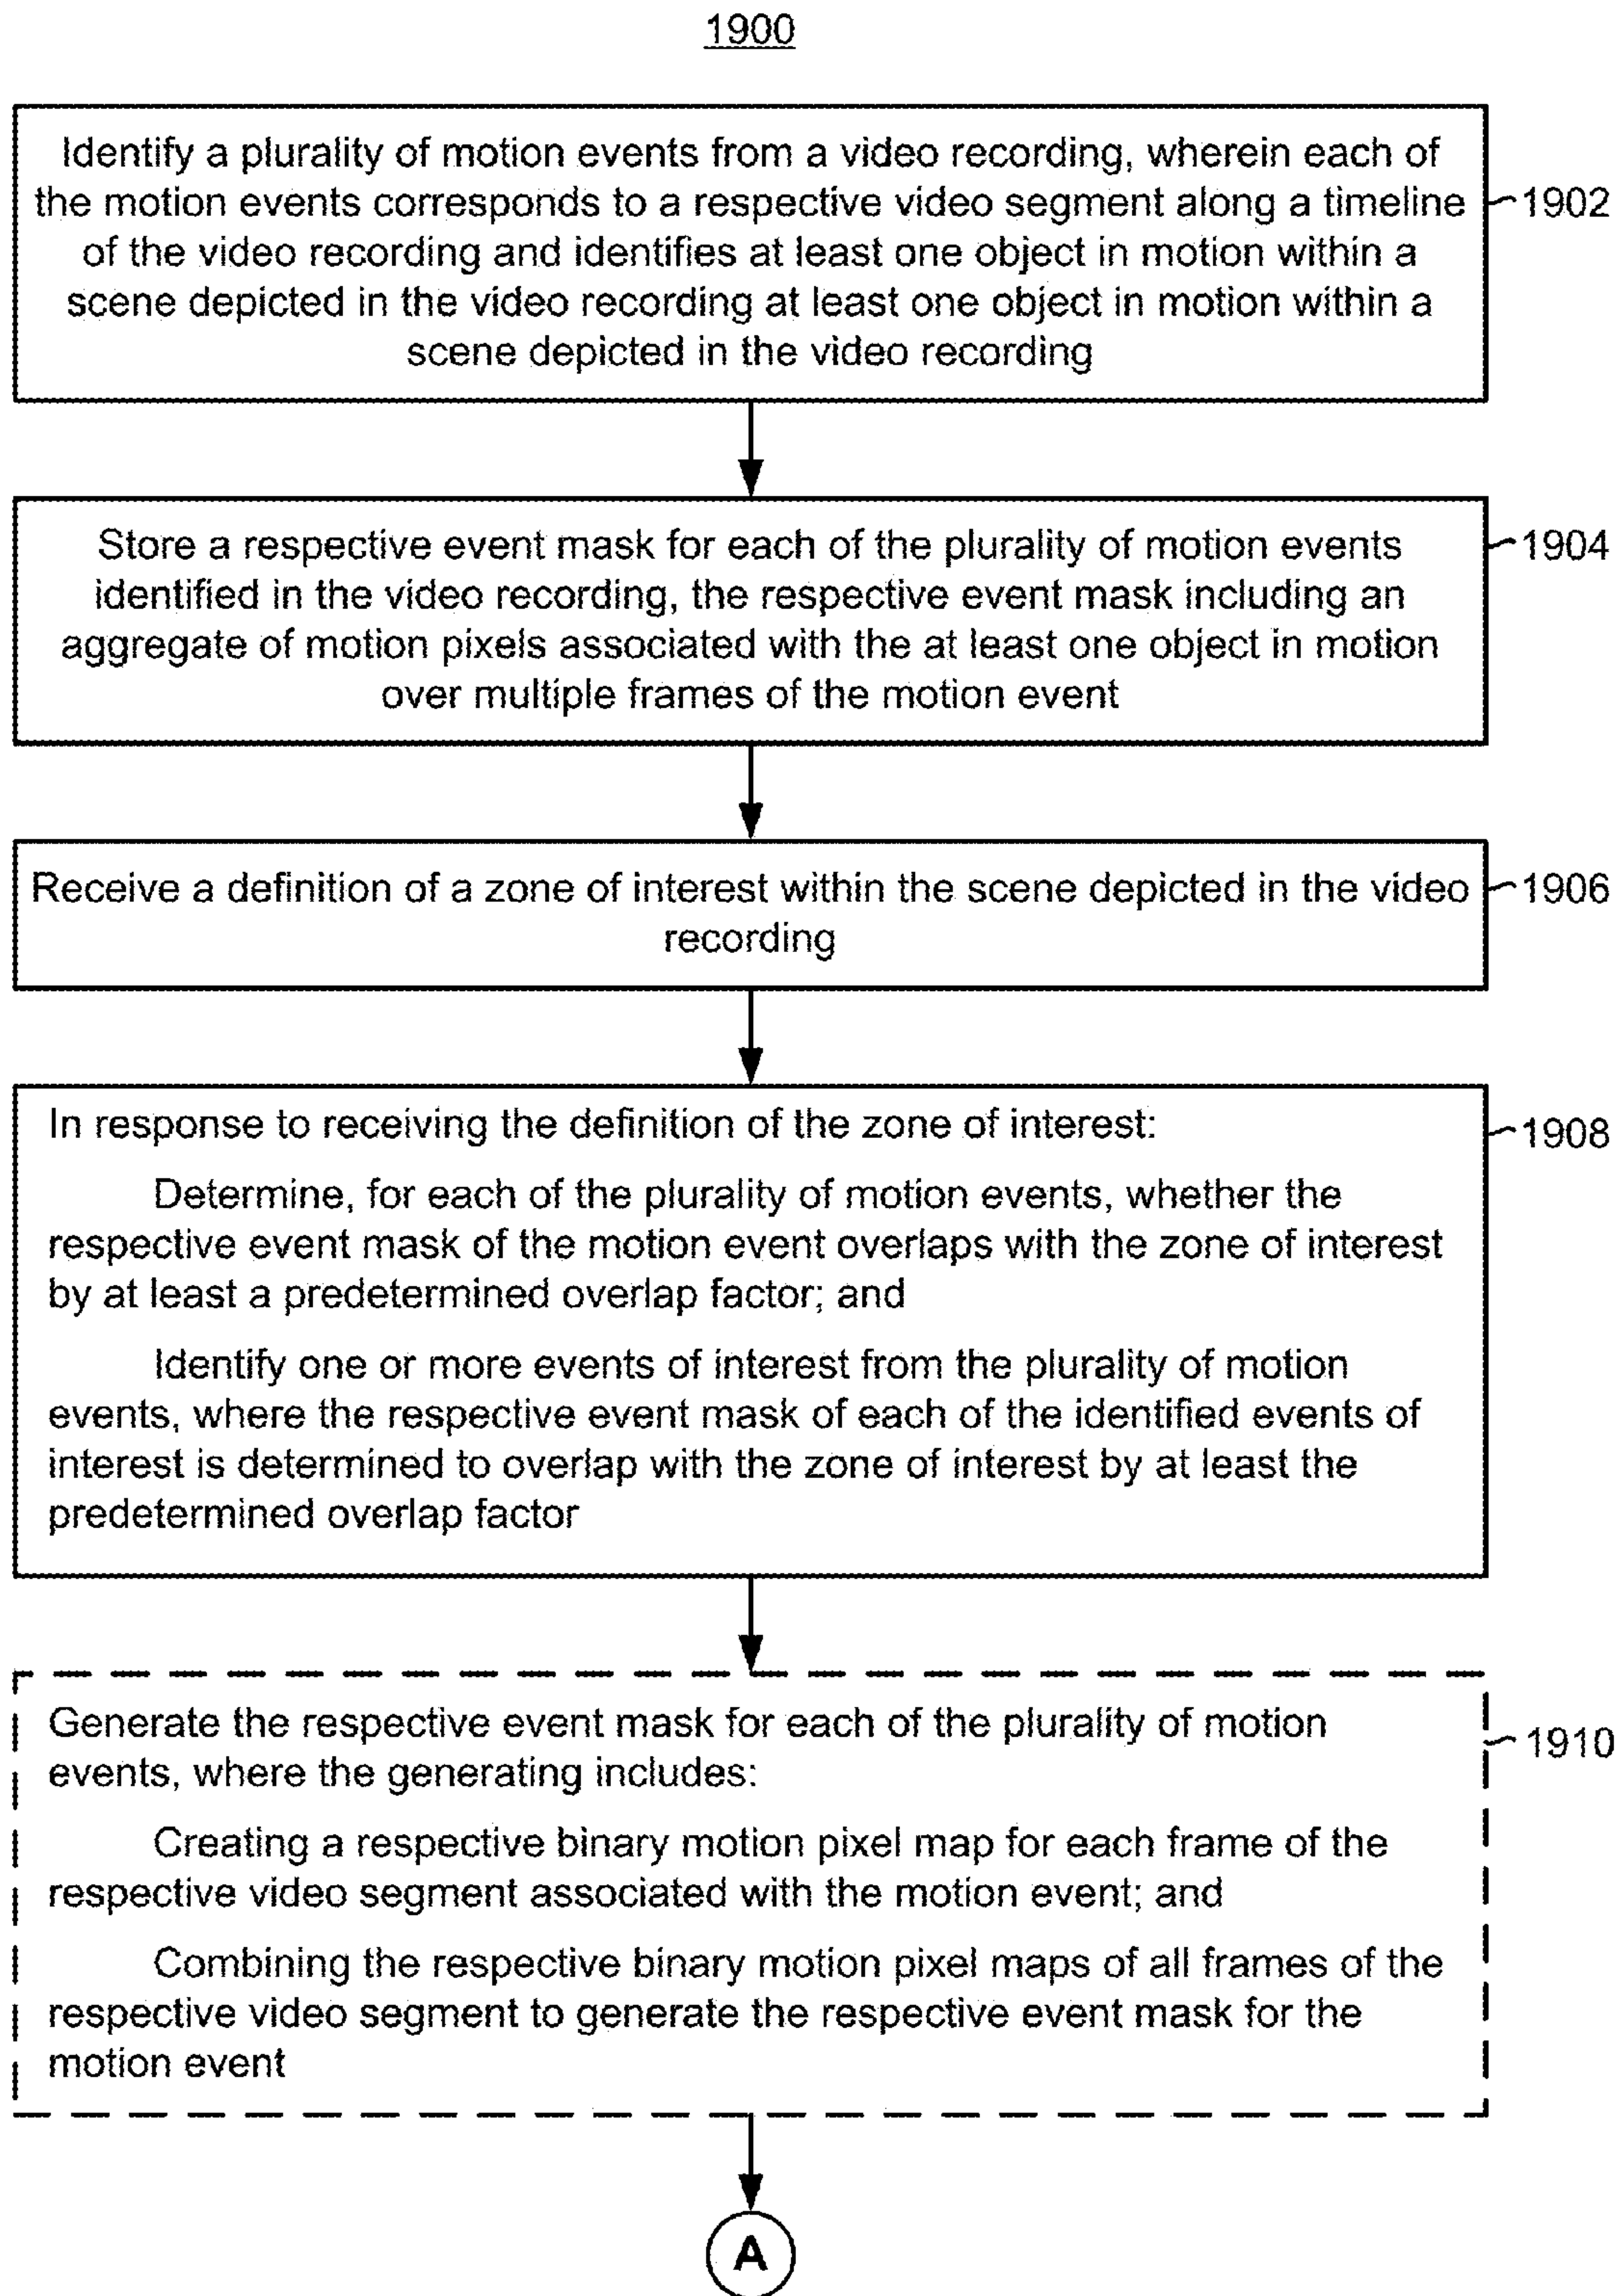 1900
Identify a plurality of motion events from a video recording, wherein each of
the motion events corresponds to a respective video segment along a timeline
of the video recording and identifies at least one object in motion within a
scene depicted in the video recording at least one object in motion within a
scene depicted in the video recording
1902
Store a respective event mask for each of the plurality of motion events
identified in the video recording, the respective event mask including an
aggregate of motion pixels associated with the at least one object in motion
over multiple frames of the motion event
1904
Receive a definition of a zone of interest within the scene depicted in the video
recording
1906
In response to receiving the definition of the zone of interest:
Determine, for each of the plurality of motion events, whether the
respective event mask of the motion event overlaps with the zone of interest
by at least a predetermined overlap factor; and
Identify one or more events of interest from the plurality of motion
events, where the respective event mask of each of the identified events of
interest is determined to overlap with the zone of interest by at least the
predetermined overlap factor
1908
Generate the respective event mask for each of the plurality of motion
events, where the generating includes:
Creating a respective binary motion pixel map for each frame of the
respective video segment associated with the motion event; and
Combining the respective binary motion pixel maps of all frames of the
respective video segment to generate the respective event mask for the
motion event
1910
A